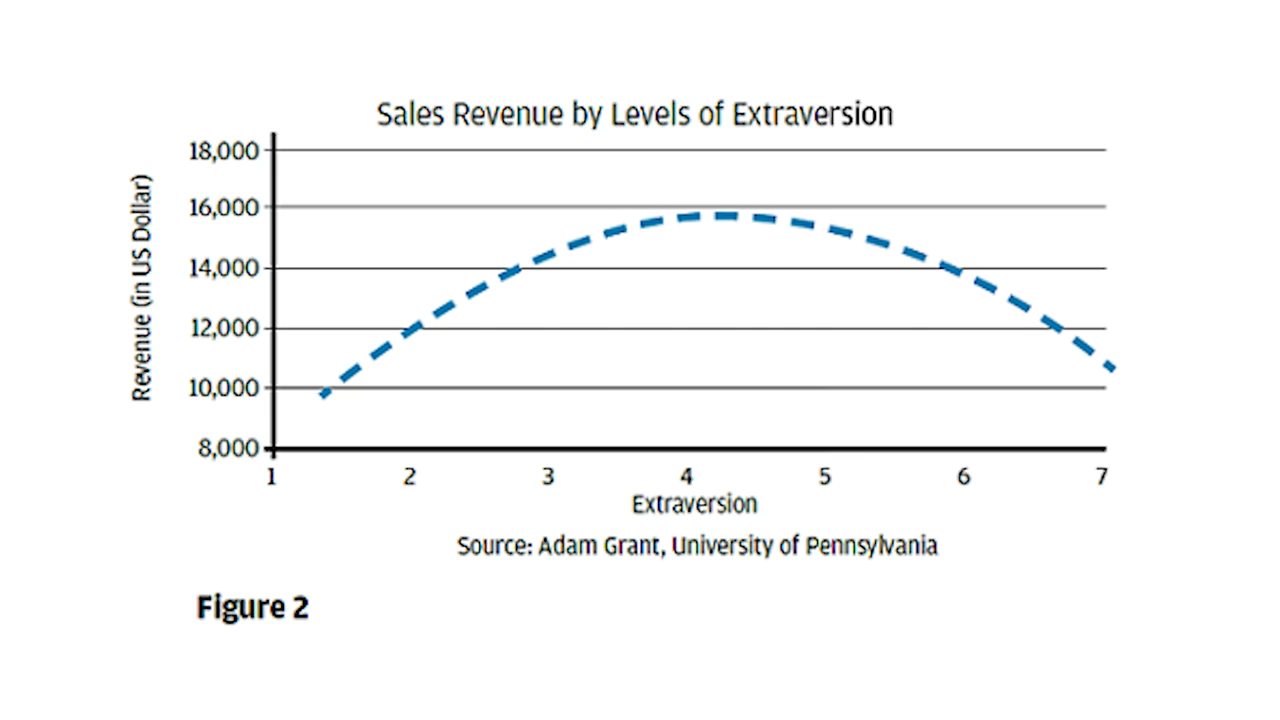 Sales Revenue by Levels of Extraversion
18,000
16,000
14,000
12,000
10,000
8,000
Revenue (in US Dollar)
1 2 3 4 5 6 7
Extraversion
Source: Adam Grant, University of Pennsylvania
Figure 2